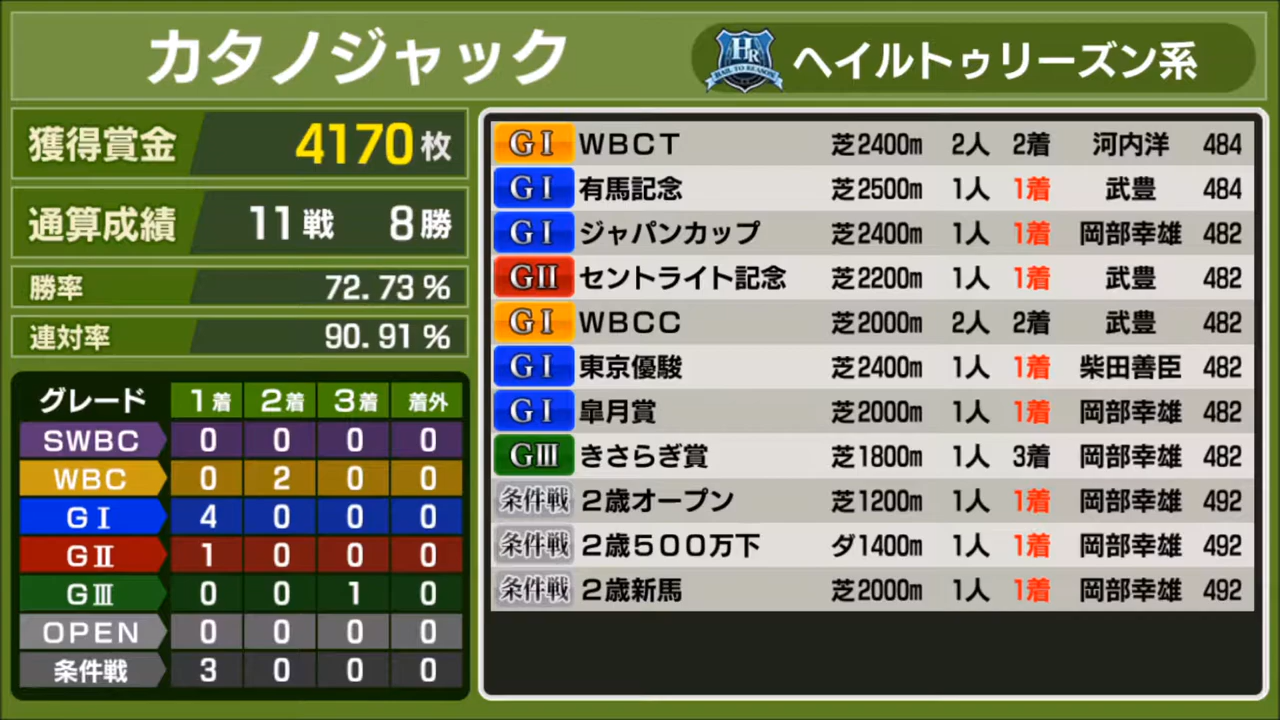 カタノジャック
HR HAIL TO REASON ヘイルトゥリーズン系
獲得賞金 4170枚
通算成績 11戦 8勝
勝率 72.73%
連対率 90.91%
グレード 1着 2着 3着 着外
SWBC 0 0 0 0
WBC 0 2 0 0
GⅠ 4 0 0 0
GⅡ 1 0 0 0
GⅢ 0 0 1 0
OPEN 0 0 0 0
条件戦 3 0 0 0
GⅠ WBCT 芝2400m 2人 2着 河内洋 484
GⅠ 有馬記念 芝2500m 1人 1着 武豊 484
GⅠ ジャパンカップ 芝2400m 1人 1着 岡部幸雄 482
GⅡ セントライト記念 芝2200m 1人 1着 武豊 482
GⅠ WBCC 芝2000m 2人 2着 武豊 482
GⅠ 東京優駿 芝2400m 1人 1着 柴田善臣 482
GⅠ 皐月賞 芝2000m 1人 1着 岡部幸雄 482
GⅢ きさらぎ賞 芝1800m 1人 3着 岡部幸雄 482
条件戦 2歳オープン 芝1200m 1人 1着 岡部幸雄 492
条件戦 2歳500万下 ダ1400m 1人 1着 岡部幸雄 492
条件戦 2歳新馬 芝2000m 1人 1着 岡部幸雄 492